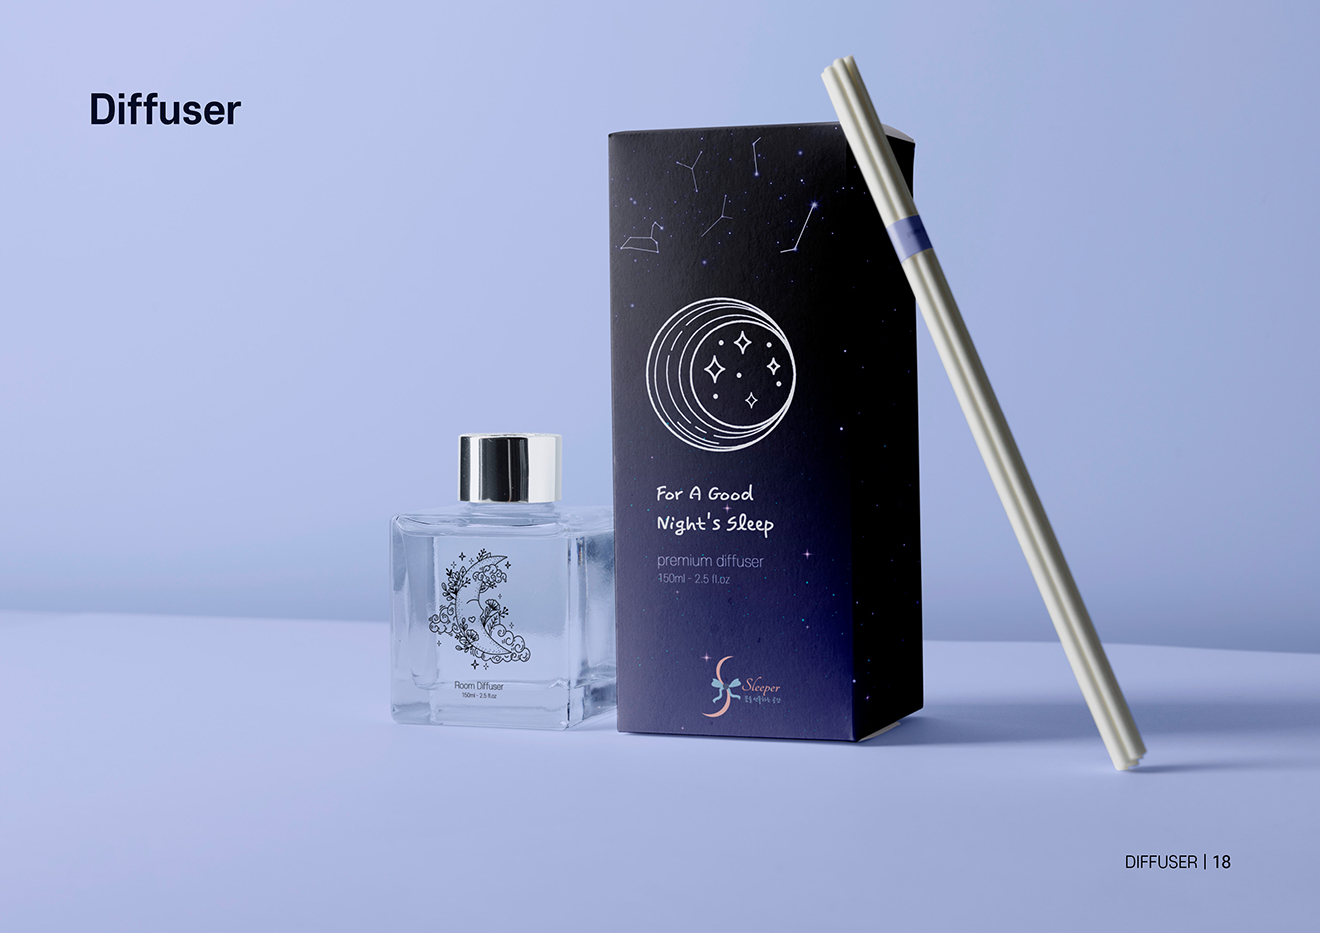 Diffuser
For A Good
Night's Sleep
premium diffuser
150ml - 2.5 fl.oz
Sleeper
Room Diffuser
150ml - 2.5 fl oz
DIFFUSER | 18